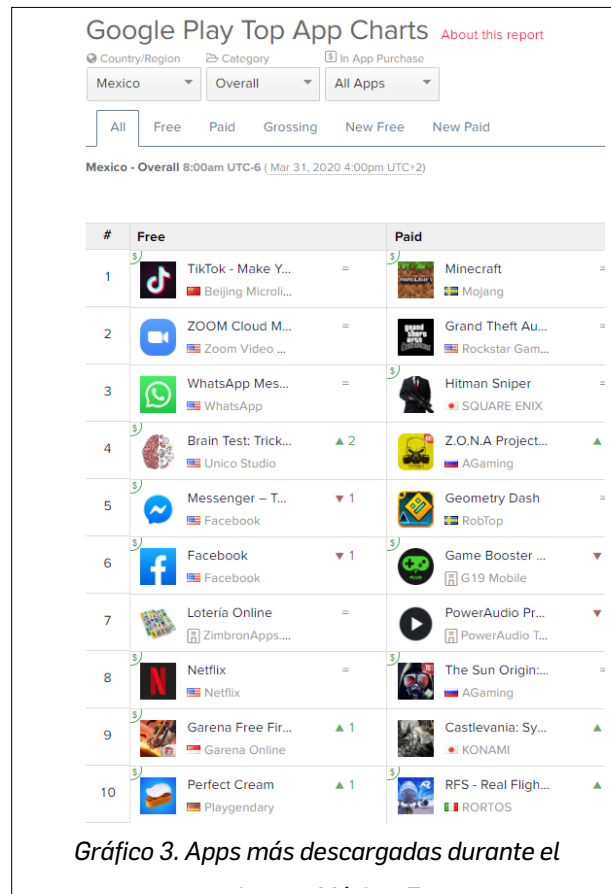 Google Play Top App Charts About this report
Country/Region Category $ In App Purchase
Mexico Overall All Apps
All Free Paid Grossing New Free New Paid
Mexico - Overall 8:00am UTC-6 ( Mar 31, 2020 4:00pm UTC+2)
# Free Paid
1 TikTok - Make Y... = Minecraft =
Beijing Microli... Mojang
2 ZOOM Cloud M... = Grand Theft Au... =
Zoom Video ... Rockstar Gam...
3 WhatsApp Mes... = Hitman Sniper =
WhatsApp SQUARE ENIX
4 Brain Test: Trick... ▲ 2 Z.O.N.A Project... ▲
Unico Studio AGaming
5 Messenger – T... ▼ 1 Geometry Dash =
Facebook RobTop
6 Facebook ▼ 1 Game Booster ... ▼
Facebook G19 Mobile
7 Lotería Online = PowerAudio Pr... ▼
ZimbronApps.... PowerAudio T...
8 Netflix = The Sun Origin:... =
Netflix AGaming
9 Garena Free Fir... ▲ 1 Castlevania: Sy... ▲
Garena Online KONAMI
10 Perfect Cream ▲ 1 RFS - Real Fligh... ▲
Playgendary RORTOS
Gráfico 3. Apps más descargadas durante el